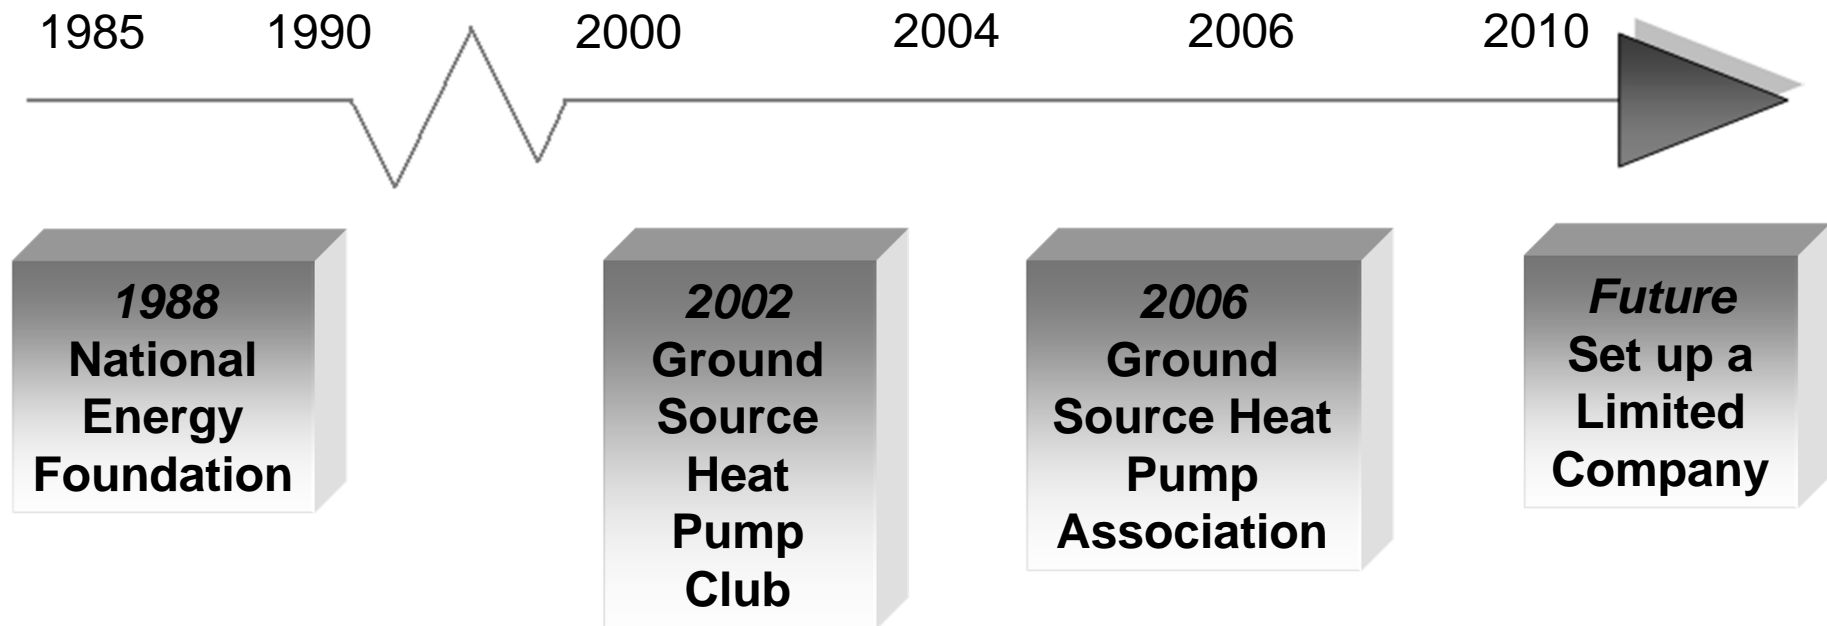 1985 1990 2000 2004 2006 2010
1988
National
Energy
Foundation
2002
Ground
Source
Heat
Pump
Club
2006
Ground
Source Heat
Pump
Association
Future
Set up a
Limited
Company